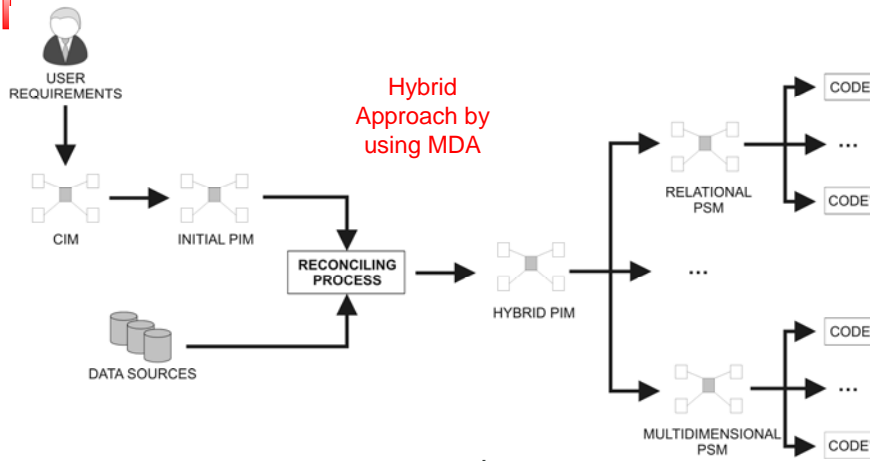 USER
REQUIREMENTS
Hybrid
Approach by
using MDA
CODE
...
RELATIONAL
PSM
CODE
CIM
INITIAL PIM
RECONCILING
PROCESS
...
HYBRID PIM
DATA SOURCES
CODE
...
MULTIDIMENSIONAL
PSM
CODE